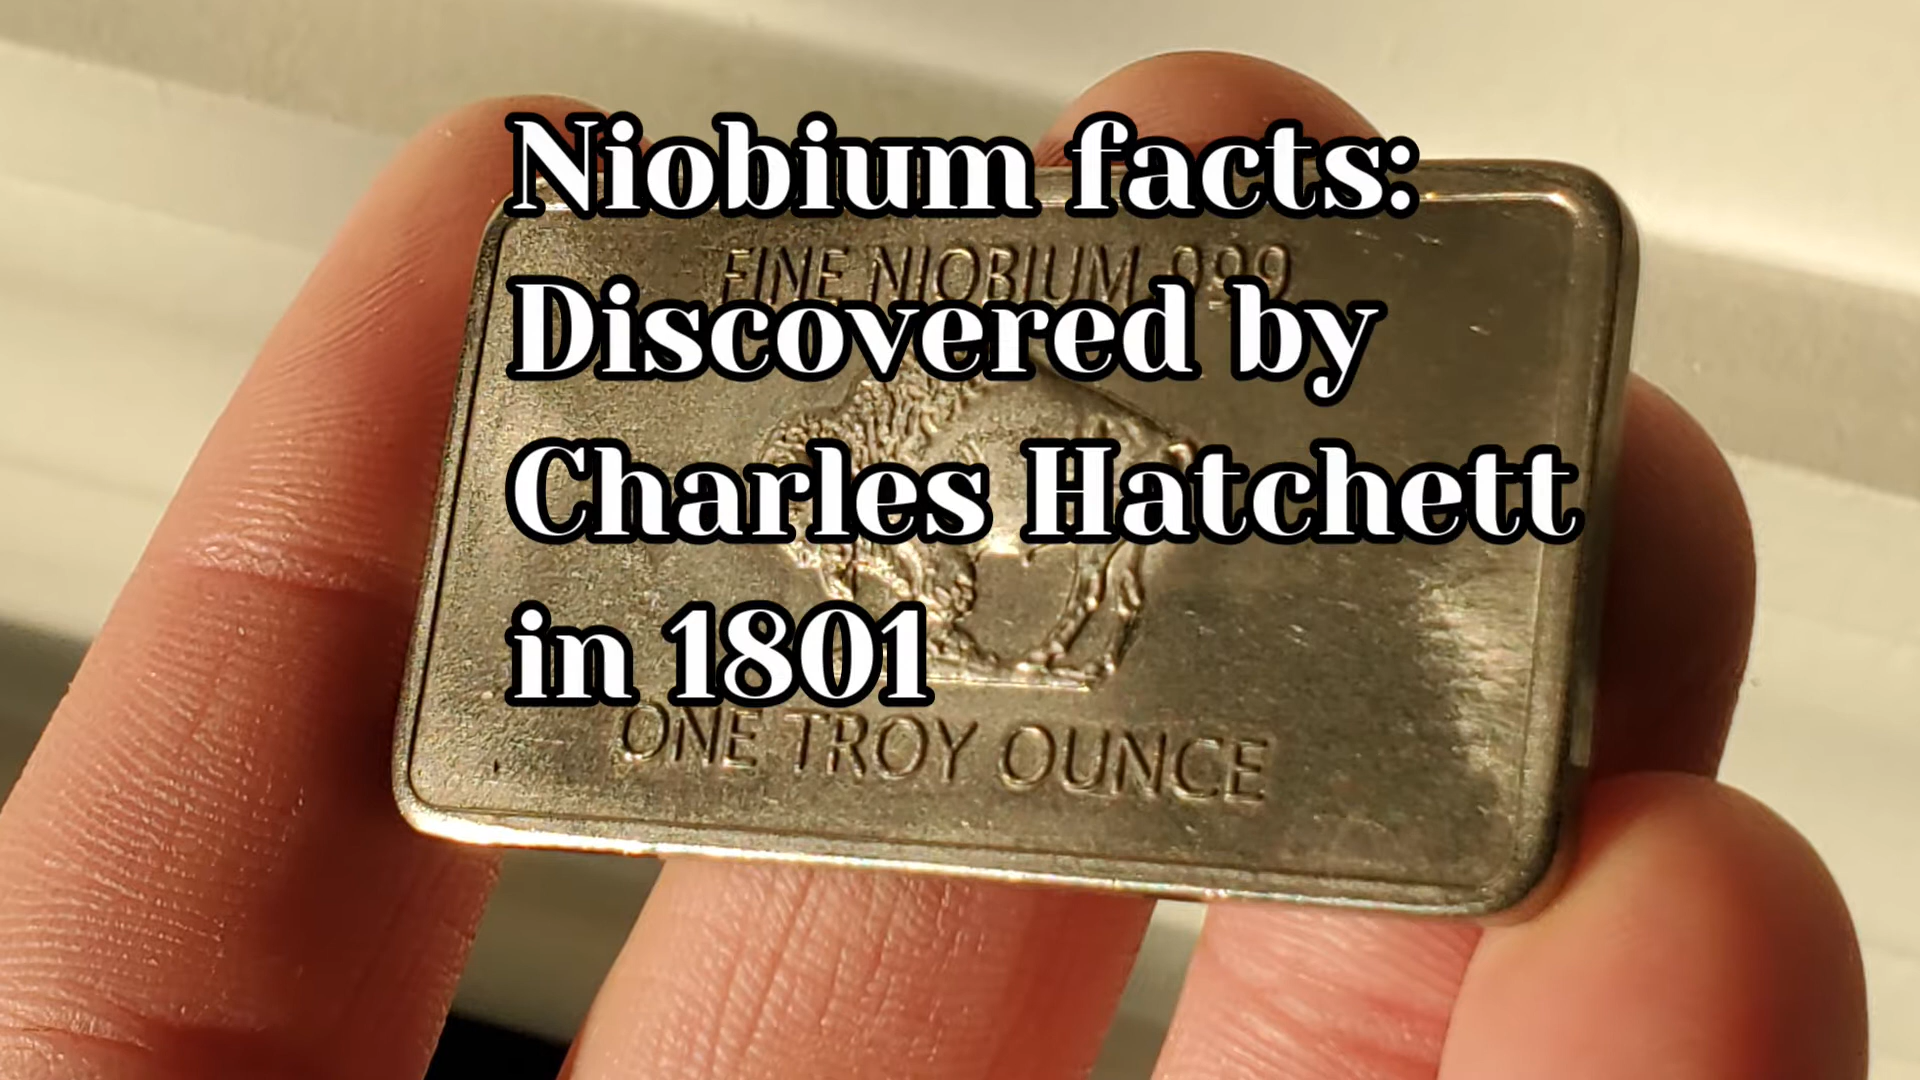 Niobium facts:
FINE NIOBIUM 999
Discovered by
Charles Hatchett
in 1801
ONE TROY OUNCE